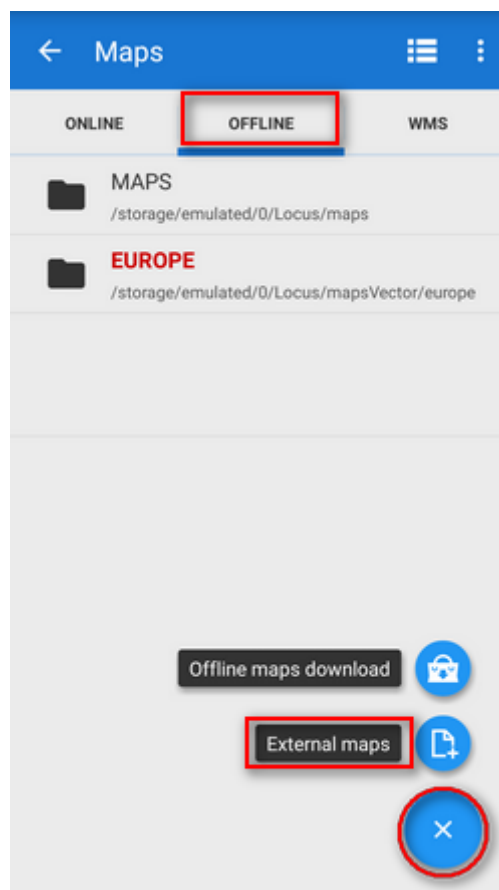 Maps
ONLINE OFFLINE WMS
MAPS
/storage/emulated/0/Locus/maps
EUROPE
/storage/emulated/0/Locus/mapsVector/europe
Offline maps download
External maps